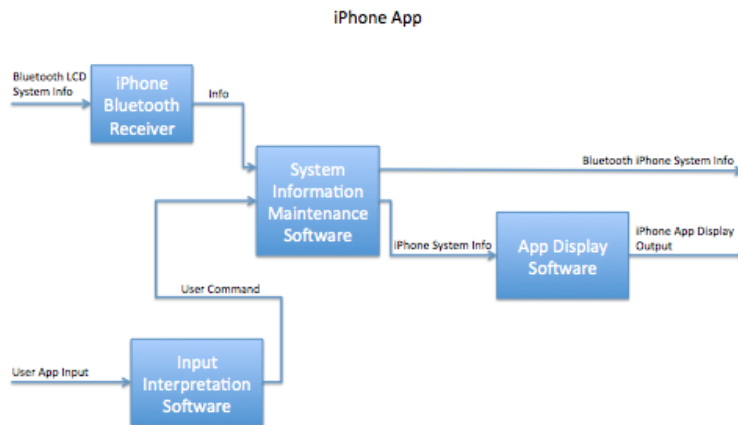 iPhone App
Bluetooth LCD
System Info
iPhone
Bluetooth
Receiver
Info
System
Information
Maintenance
Software
Bluetooth iPhone System Info
iPhone System Info
App Display
Software
iPhone App Display
Output
User Command
User App Input
Input
Interpretation
Software